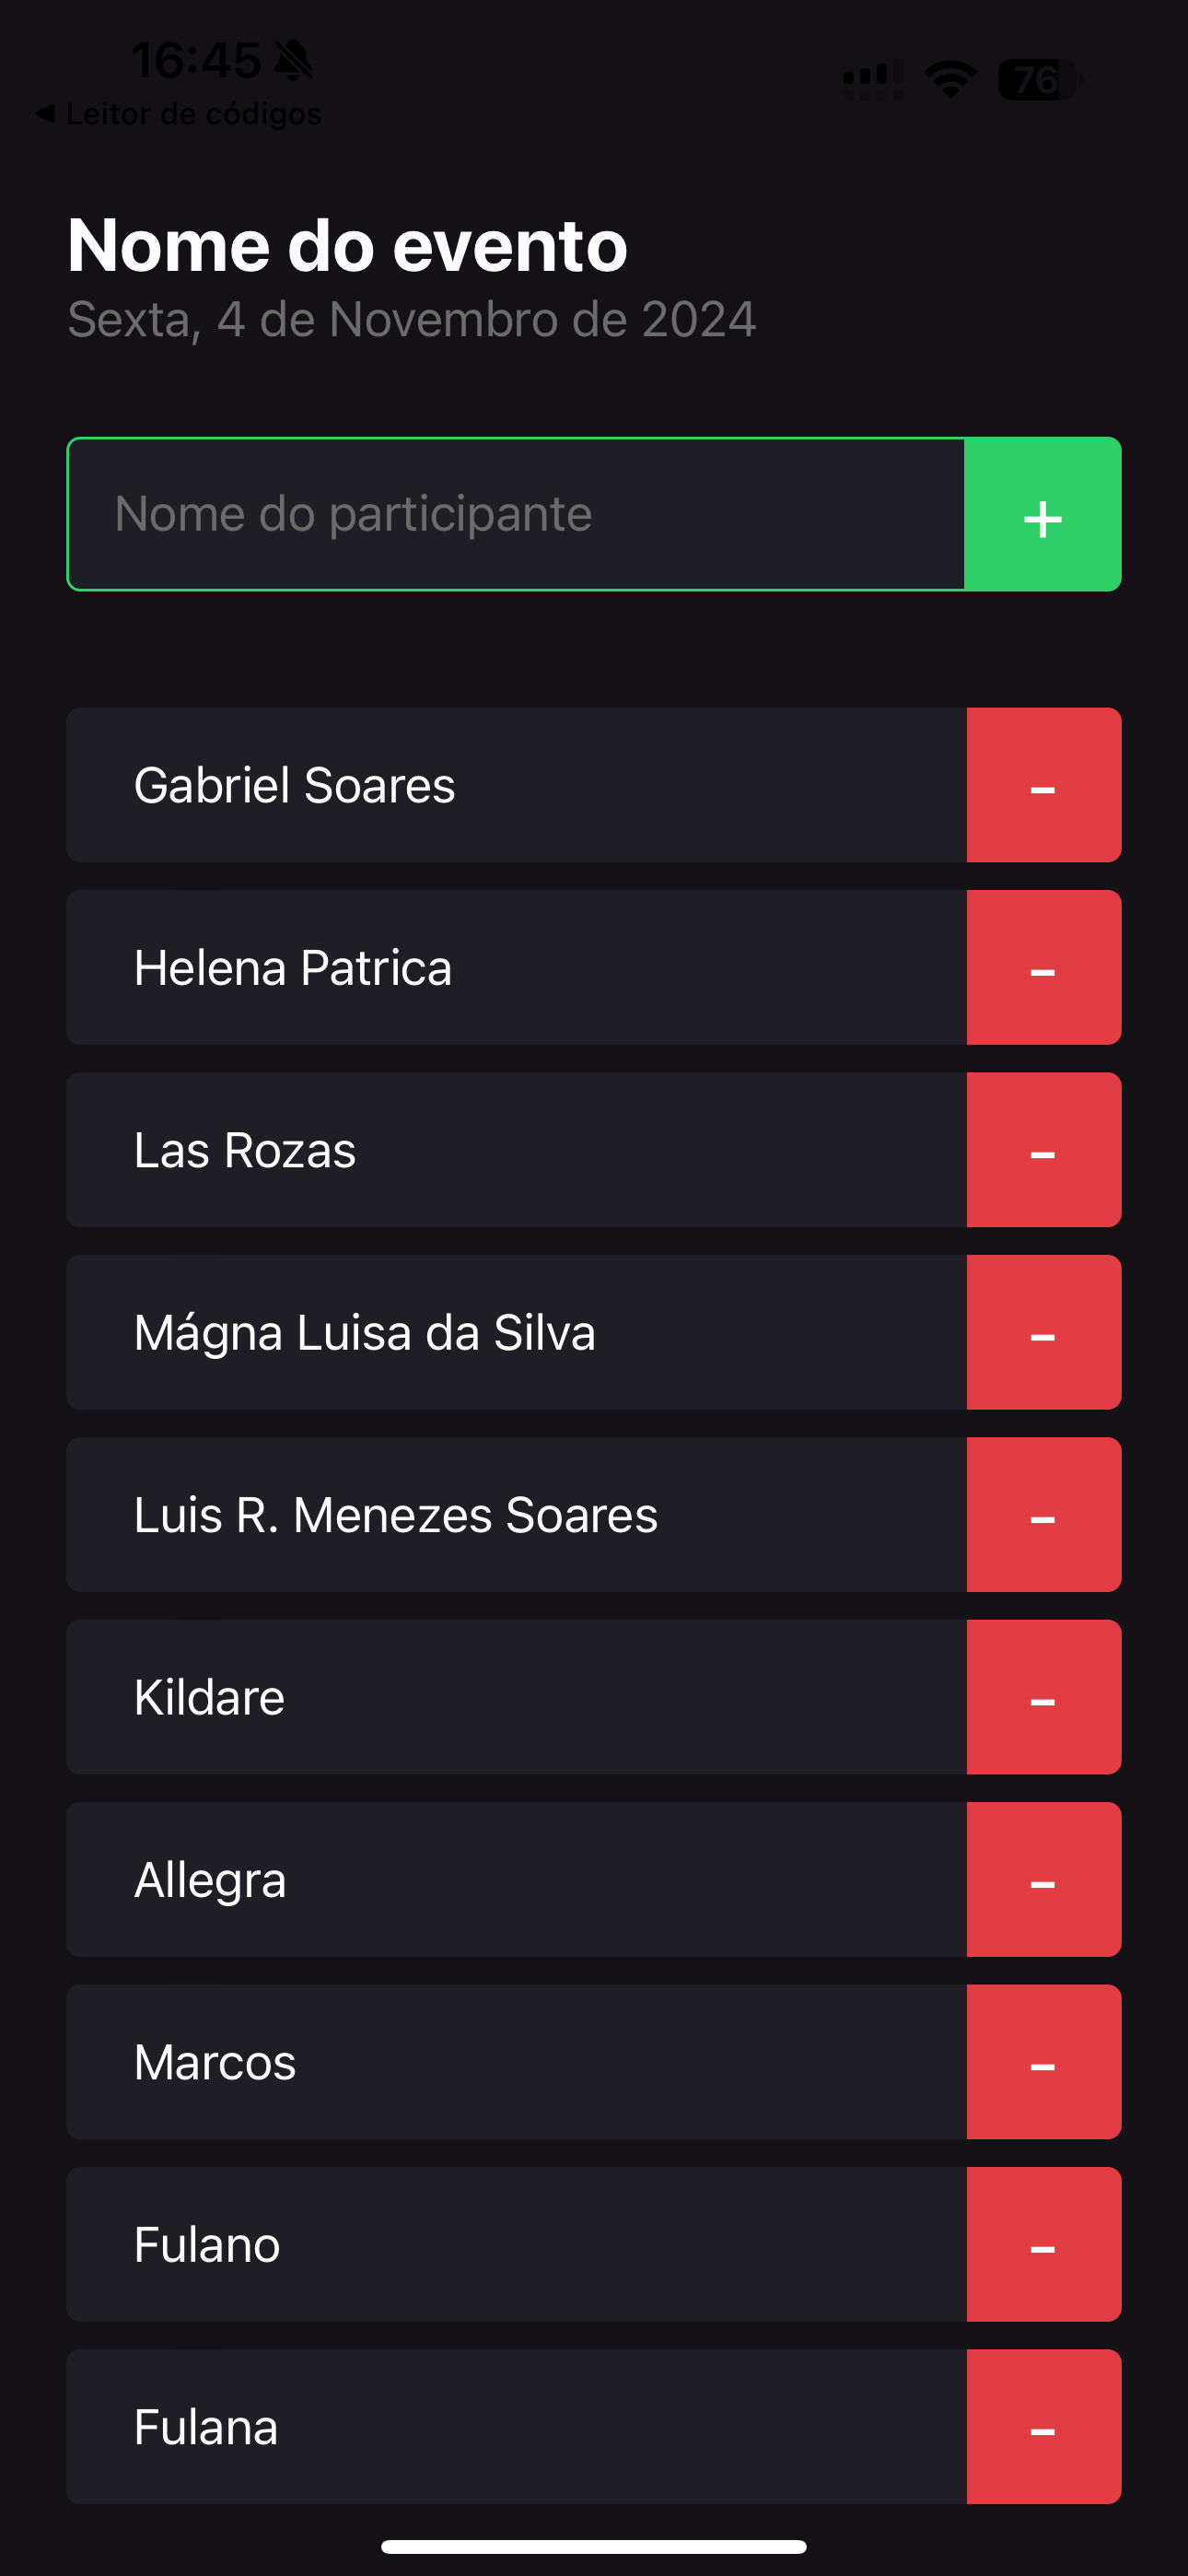 16:45
◀ Leitor de códigos
76
Nome do evento
Sexta, 4 de Novembro de 2024
Nome do participante
+
Gabriel Soares
-
Helena Patrica
-
Las Rozas
-
Mágna Luisa da Silva
-
Luis R. Menezes Soares
-
Kildare
-
Allegra
-
Marcos
-
Fulano
-
Fulana
-